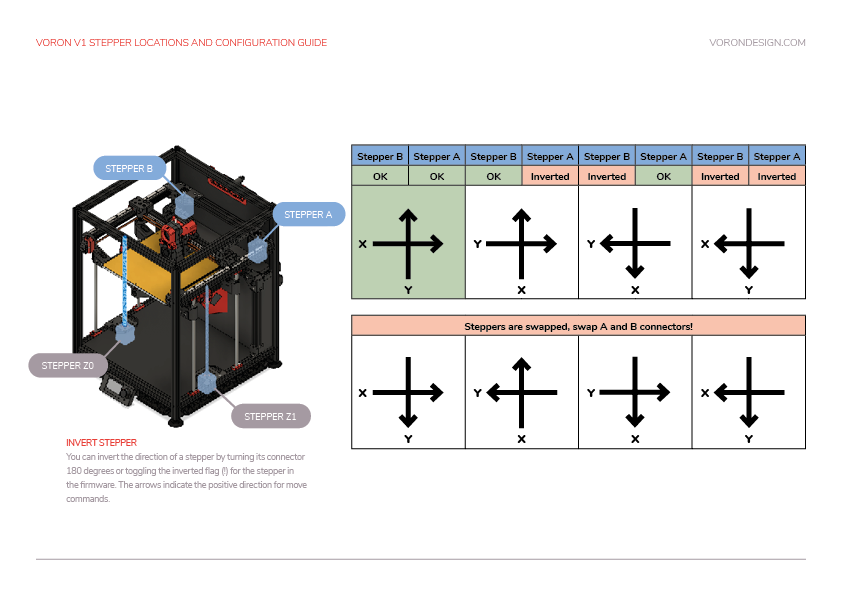 VORON V1 STEPPER LOCATIONS AND CONFIGURATION GUIDE
VORONDESIGN.COM
STEPPER B
STEPPER A
STEPPER Z0
STEPPER Z1
INVERT STEPPER
You can invert the direction of a stepper by turning its connector
180 degrees or toggling the inverted flag (!) for the stepper in
the firmware. The arrows indicate the positive direction for move
commands.
Stepper B Stepper A Stepper B Stepper A Stepper B Stepper A Stepper B Stepper A
OK OK OK Inverted Inverted OK Inverted Inverted
X Y Y X
Y X X Y
Steppers are swapped, swap A and B connectors!
X Y Y X
Y X X Y